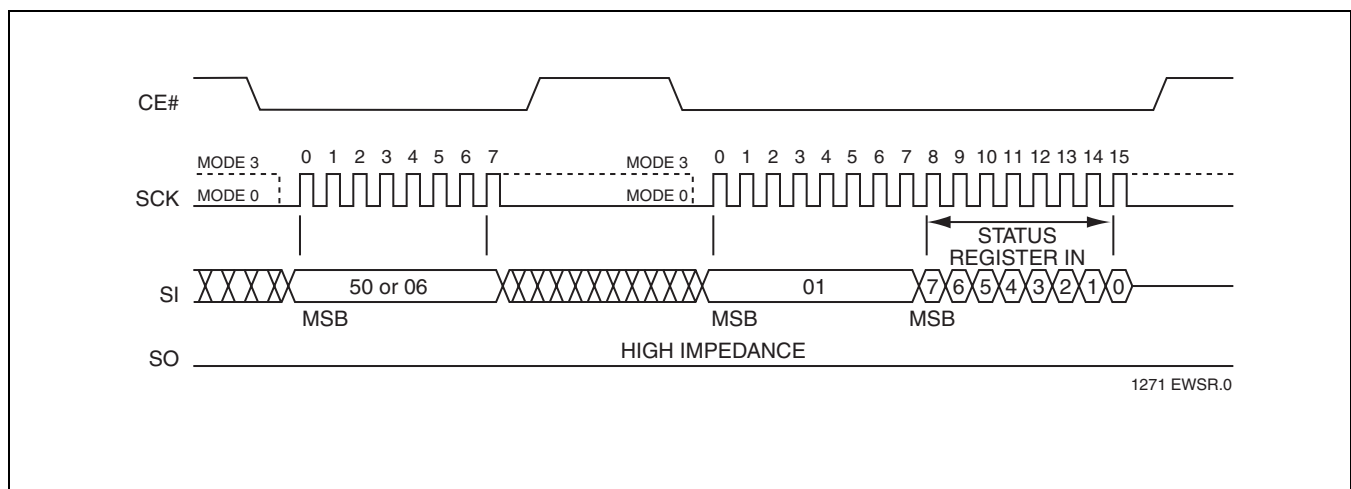 CE#
MODE 3 0 1 2 3 4 5 6 7 MODE 3 0 1 2 3 4 5 6 7 8 9 10 11 12 13 14 15
SCK MODE 0 MODE 0
STATUS
REGISTER IN
SI 50 or 06 01 7 6 5 4 3 2 1 0
MSB MSB MSB
SO HIGH IMPEDANCE
1271 EWSR.0